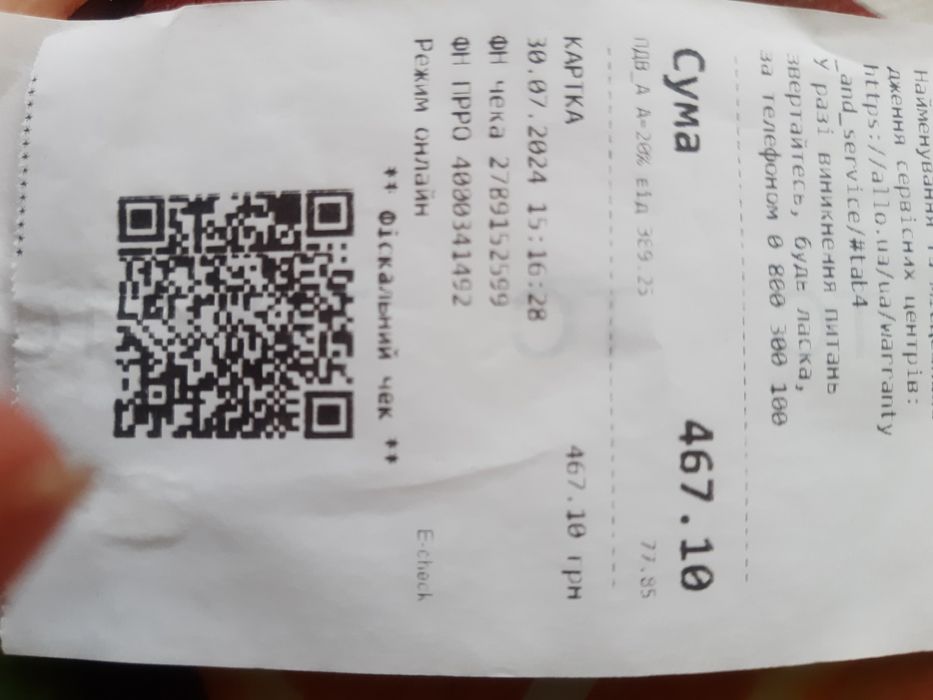 Найменування
дження сервісних центрів:
https://allo.ua/ua/warranty
_and_service/#tab4
у разі виникнення питань
звертайтесь, будь ласка,
за телефоном 0 800 300 100
Сума 467.10
ПДВ_А А=20% від 389.25 77.85
КАРТКА 467.10 грн
30.07.2024 15:16:28
ФН чека 2789152599
ФН ПРРО 4000341492
Режим онлайн E-check
** Фіскальний чек **